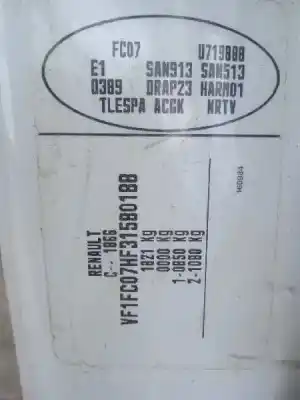 FC07 U719888
E1 SAN913 SAN513
0389 DRAP23 HARM01
TLESPA ACGK NRTV
RENAULT
C-- 1866
VF1FC07HF31580188
1821 Kg
0000 Kg
1-0850 Kg
2-1080 Kg